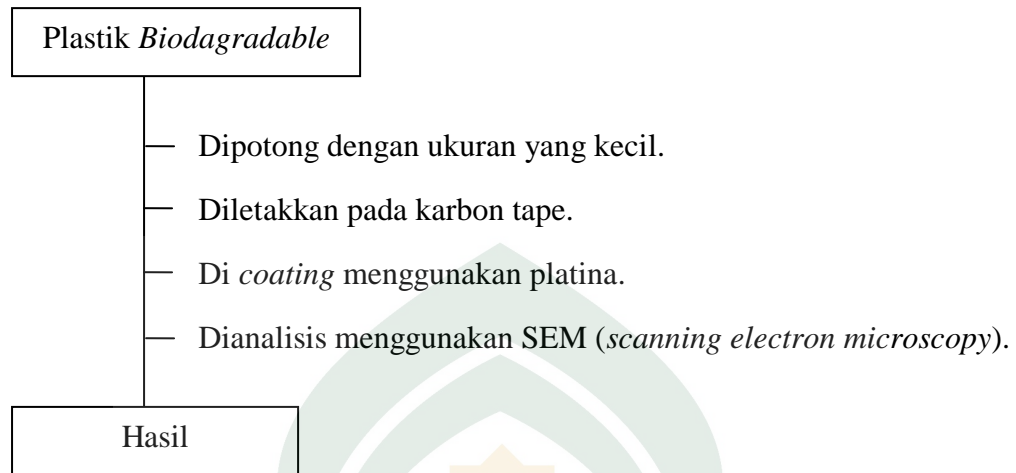 Plastik Biodagradable
Dipotong dengan ukuran yang kecil.
Diletakkan pada karbon tape.
Di coating menggunakan platina.
Dianalisis menggunakan SEM (scanning electron microscopy).
Hasil